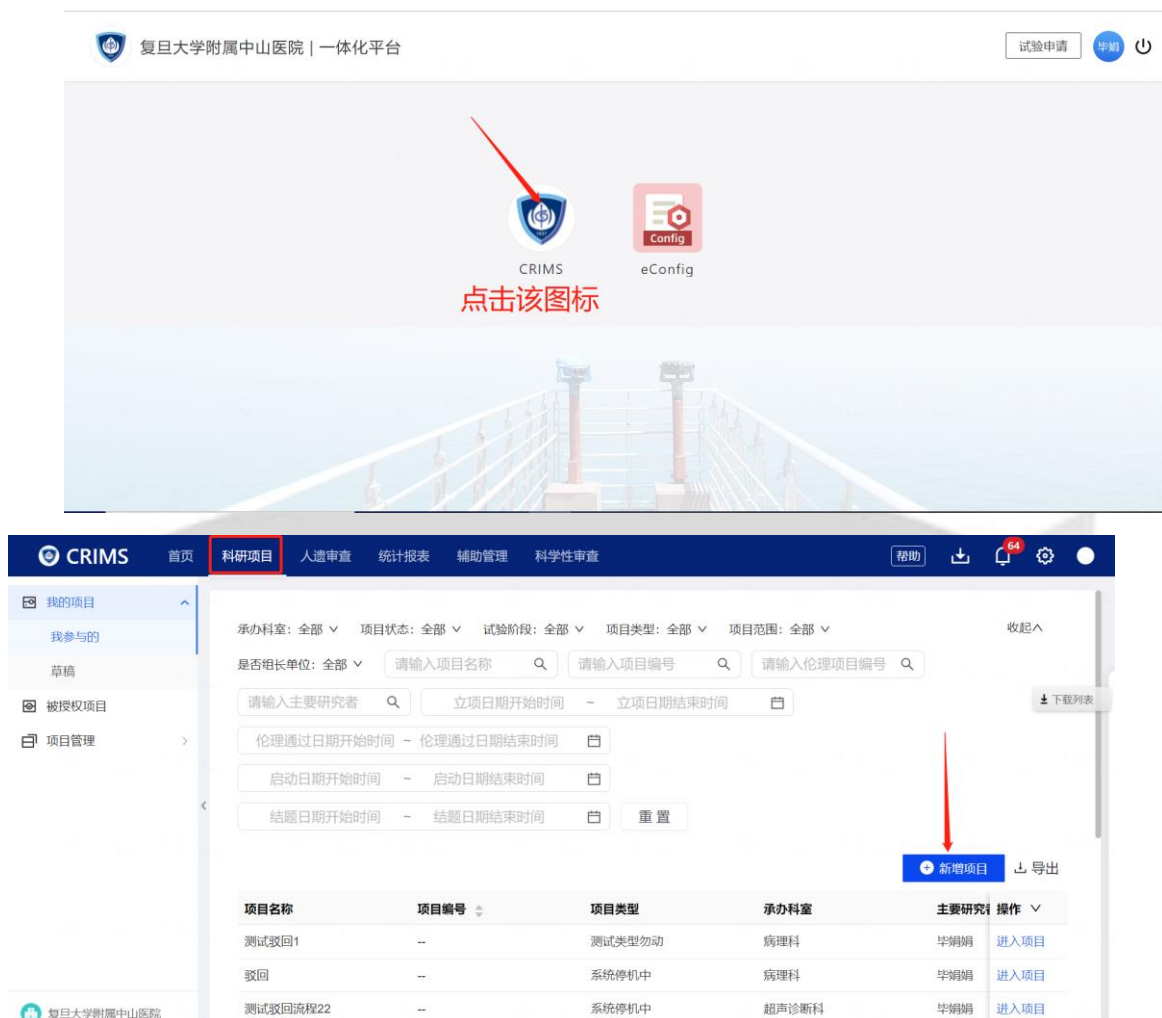 复旦大学附属中山医院 | 一体化平台
试验申请
毕娟
Config
CRIMS
eConfig
点击该图标
CRIMS
首页
科研项目
人遗审查
统计报表
辅助管理
科学性审查
帮助
64
我的项目
我参与的
草稿
被授权项目
项目管理
承办科室: 全部
项目状态: 全部
试验阶段: 全部
项目类型: 全部
项目范围: 全部
收起
是否组长单位: 全部
请输入项目名称
请输入项目编号
请输入伦理项目编号
请输入主要研究者
立项日期开始时间 ~ 立项日期结束时间
下载列表
伦理通过日期开始时间 ~ 伦理通过日期结束时间
启动日期开始时间 ~ 启动日期结束时间
结题日期开始时间 ~ 结题日期结束时间
重置
新增项目
导出
项目名称 项目编号 项目类型 承办科室 主要研究 操作
测试驳回1 -- 测试类型勿动 病理科 毕娟娟 进入项目
驳回 -- 系统停机中 病理科 毕娟娟 进入项目
测试驳回流程22 -- 系统停机中 超声诊断科 毕娟娟 进入项目
复旦大学附属中山医院